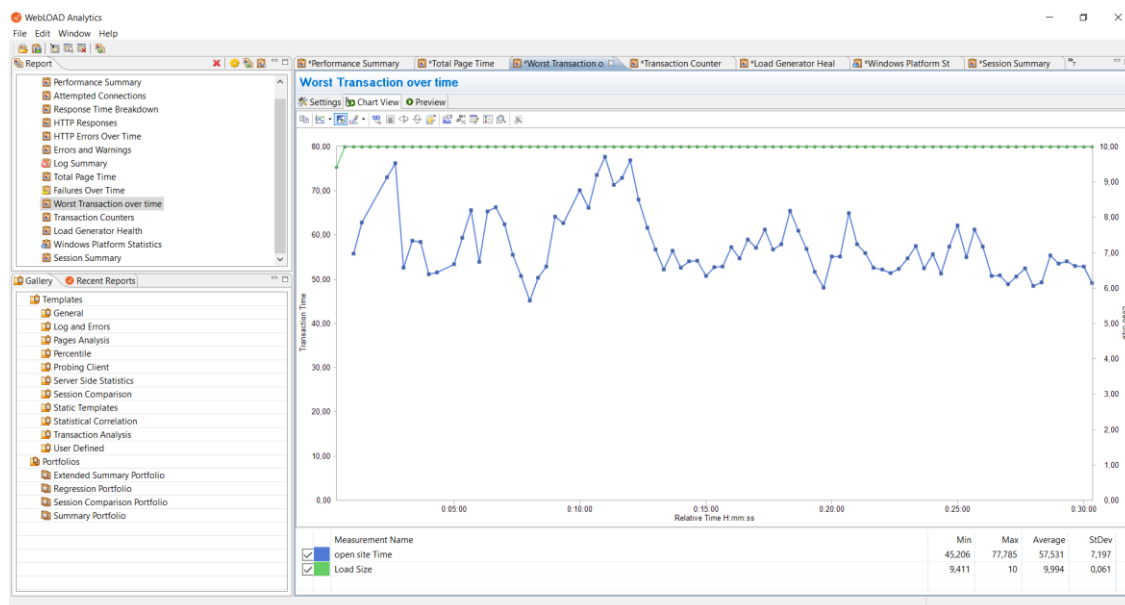 WebLOAD Analytics
File Edit Window Help
Report
Performance Summary
Attempted Connections
Response Time Breakdown
HTTP Responses
HTTP Errors Over Time
Errors and Warnings
Log Summary
Total Page Time
Failures Over Time
Worst Transaction over time
Transaction Counters
Load Generator Health
Windows Platform Statistics
Session Summary
Gallery Recent Reports
Templates
General
Log and Errors
Pages Analysis
Percentile
Probing Client
Server Side Statistics
Session Comparison
Static Templates
Statistical Correlation
Transaction Analysis
User Defined
Portfolios
Extended Summary Portfolio
Regression Portfolio
Session Comparison Portfolio
Summary Portfolio
*Performance Summary *Total Page Time *Worst Transaction o *Transaction Counter *Load Generator Heal *Windows Platform St *Session Summary
Worst Transaction over time
Settings Chart View Preview
80,00 10,00
9,00
70,00
8,00
60,00
7,00
50,00
6,00
Transaction Time
40,00 5,00
4,00
30,00
3,00
20,00
2,00
10,00
1,00
0,00 0,00
0:05:00 0:10:00 0:15:00 0:20:00 0:25:00 0:30:00
Relative Time H:mm:ss
Measurement Name Min Max Average StDev
open site Time 45,206 77,785 57,531 7,197
Load Size 9,411 10 9,994 0,061